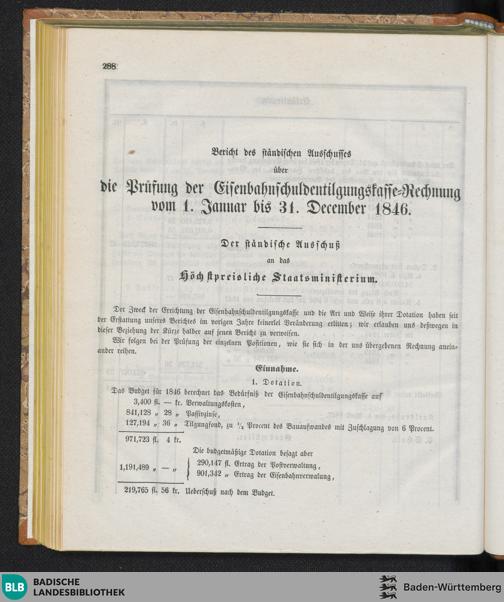 288
Bericht des ständischen Ausschusses
über
die Prüfung der Eisenbahnschuldentilgungskasse-Rechnung
vom 1. Januar bis 31. December 1846.
Der ständische Ausschuß
an das
Höchstpreisliche Staatsministerium.
Der Zweck der Errichtung der Eisenbahnschuldentilgungskasse und die Art und Weise ihrer Dotation haben seit
der Erstattung unseres Berichtes im vorigen Jahre keinerlei Veränderung erlitten; wir erlauben uns deßwegen in
dieser Beziehung der Kürze halber auf jenen Bericht zu verweisen.
Wir folgen bei der Prüfung der einzelnen Positionen, wie sie sich in der uns übergebenen Rechnung anein-
ander reihen.
Einnahme.
1. Dotation.
Das Budget für 1846 berechnet das Bedürfniß der Eisenbahnschuldentilgungskasse auf
3,400 fl. — kr. Verwaltungskosten,
841,128 „ 28 „ Passivzinse,
127,194 „ 36 „ Tilgungsfond, zu ¼ Procent des Bauaufwandes mit Zuschlagung von 6 Procent.
971,723 fl. 4 kr.
Die budgetmäßige Dotation besagt aber
1,191,489 „ — „ { 290,147 fl. Ertrag der Postverwaltung,
901,342 „ Ertrag der Eisenbahnverwaltung,
219,765 fl. 56 kr. Ueberschuß nach dem Budget.
BLB
BADISCHE
LANDESBIBLIOTHEK
Baden-Württemberg